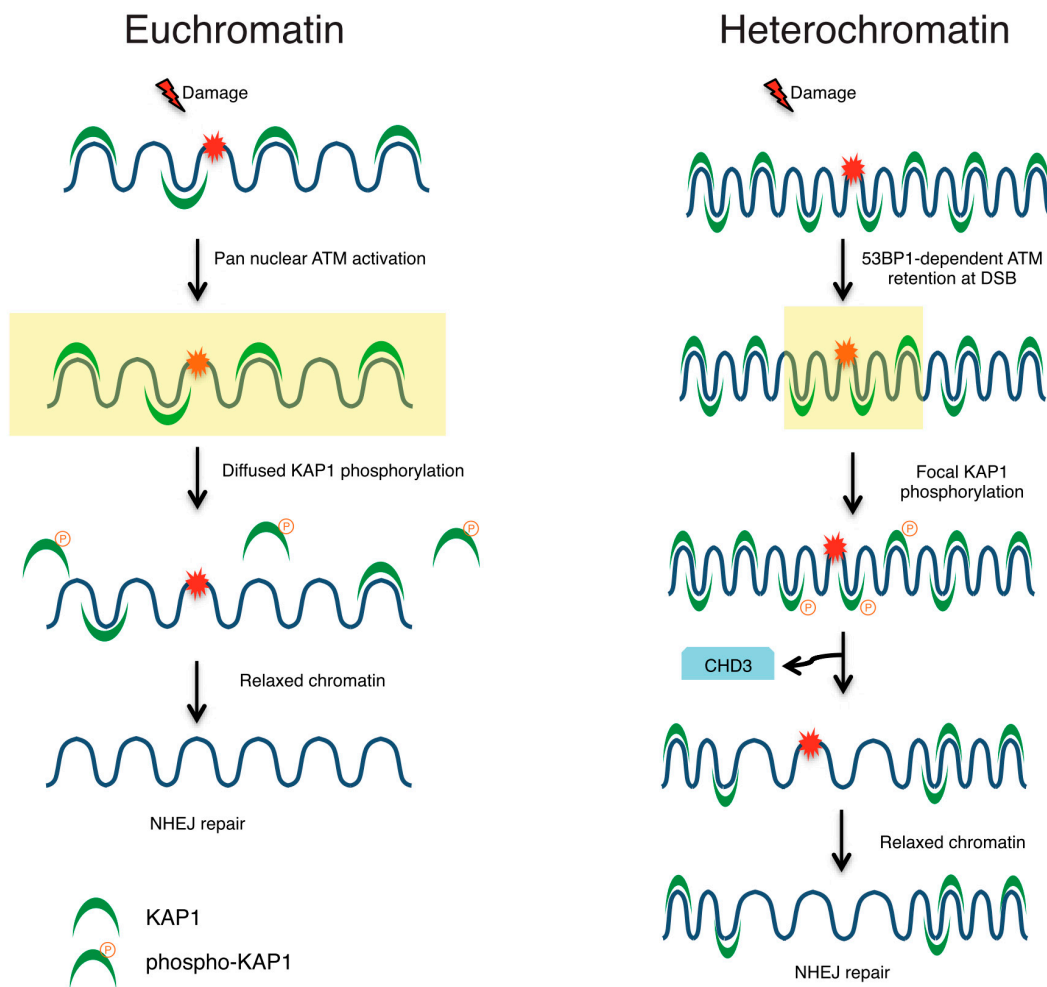 Euchromatin
Damage
Pan nuclear ATM activation
Diffused KAP1 phosphorylation
P
P
P
Relaxed chromatin
NHEJ repair
KAP1
P
phospho-KAP1
Heterochromatin
Damage
53BP1-dependent ATM
retention at DSB
Focal KAP1
phosphorylation
P
P
P
CHD3
Relaxed chromatin
NHEJ repair